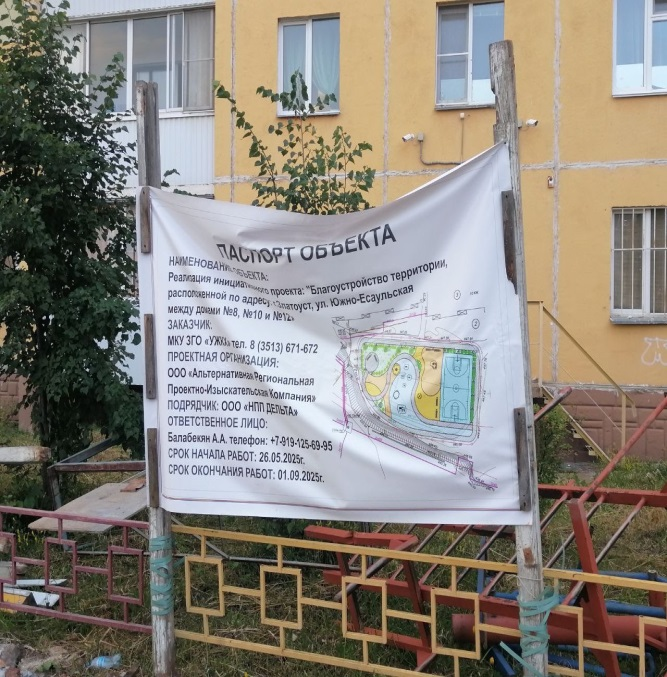 ПАСПОРТ ОБЪЕКТА
НАИМЕНОВАНИЕ ОБЪЕКТА:
Реализация инициативного проекта: "Благоустройство территории,
расположенной по адресу г.Златоуст, ул. Южно-Есаульская
между домами №8, №10 и №12»
ЗАКАЗЧИК:
МКУ ЗГО «УЖКХ» тел. 8 (3513) 671-672
ПРОЕКТНАЯ ОРГАНИЗАЦИЯ:
ООО «Альтернативная Региональная
Проектно-Изыскательская Компания»
ПОДРЯДЧИК: ООО «НПП ДЕЛЬТА»
ОТВЕТСТВЕННОЕ ЛИЦО:
Балабекян А.А. телефон: +7-919-125-69-95
СРОК НАЧАЛА РАБОТ: 26.05.2025г.
СРОК ОКОНЧАНИЯ РАБОТ: 01.09.2025г.